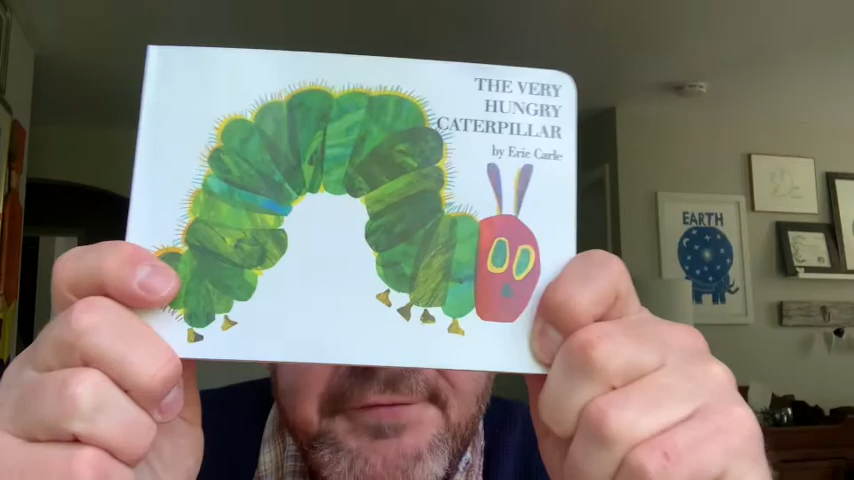 THE VERY
HUNGRY
CATERPILLAR
by Eric Carle
EARTH